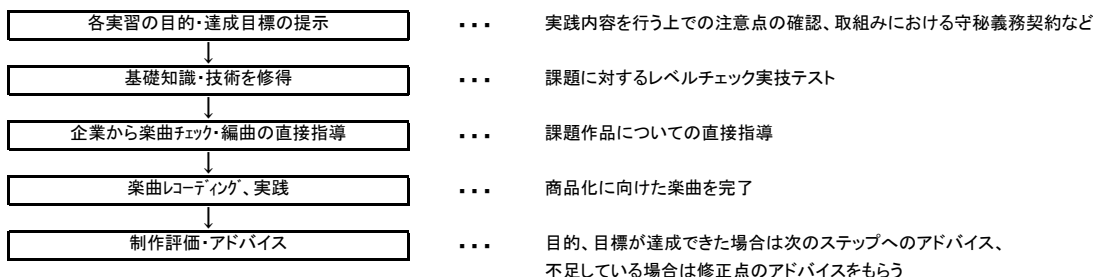 各実習の目的・達成目標の提示 ・・・ 実践内容を行う上での注意点の確認、取組みにおける守秘義務契約など
↓
基礎知識・技術を修得 ・・・ 課題に対するレベルチェック実技テスト
↓
企業から楽曲ﾁｪｯｸ・編曲の直接指導 ・・・ 課題作品についての直接指導
↓
楽曲ﾚｺｰﾃﾞｨﾝｸﾞ、実践 ・・・ 商品化に向けた楽曲を完了
↓
制作評価・アドバイス ・・・ 目的、目標が達成できた場合は次のステップへのアドバイス、
不足している場合は修正点のアドバイスをもらう